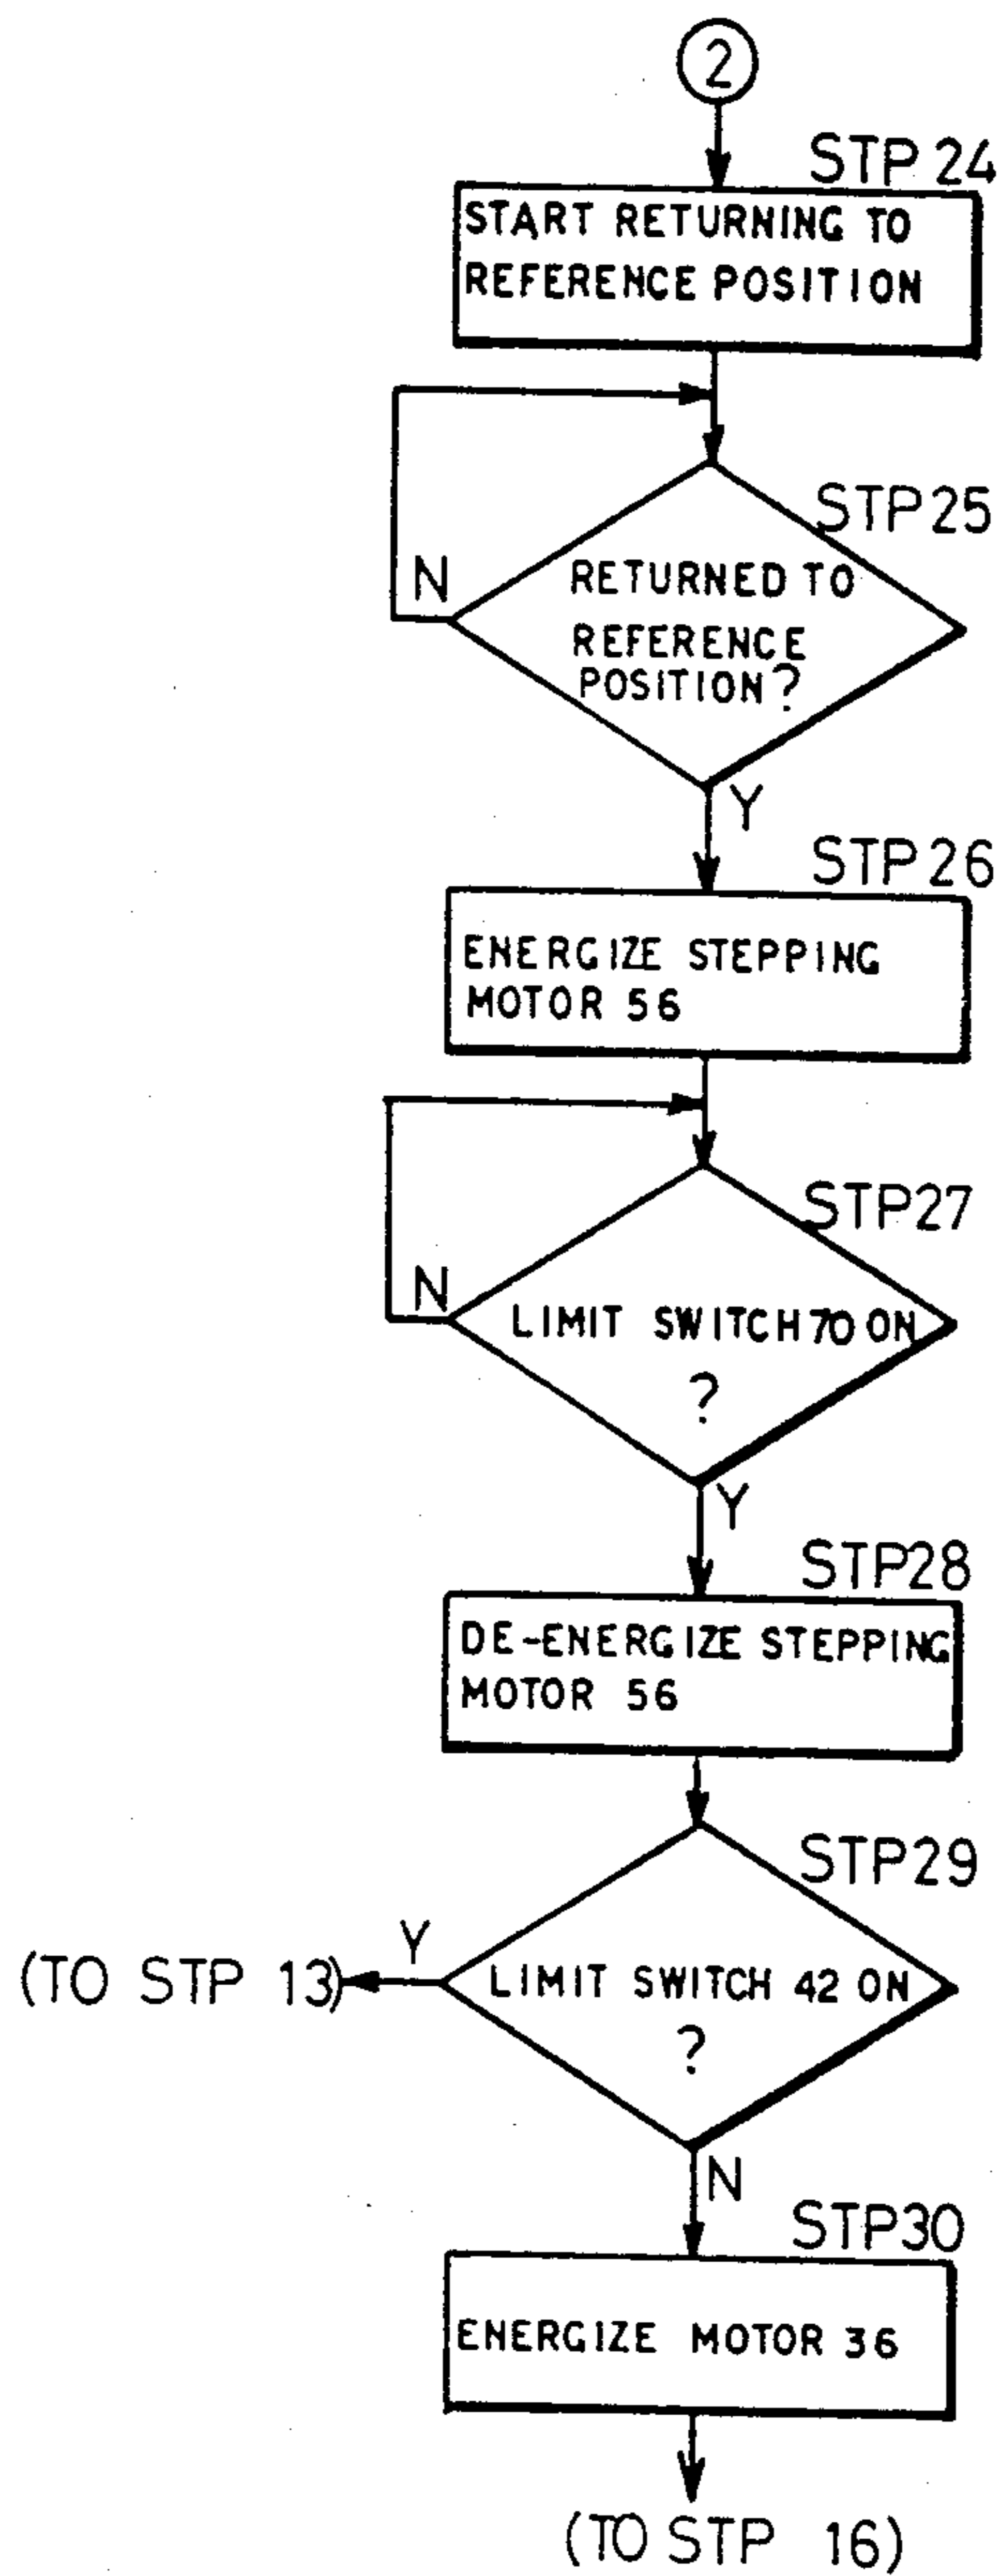 2
STP 24
START RETURNING TO
REFERENCE POSITION
STP25
N
RETURNED TO
REFERENCE
POSITION?
Y
STP 26
ENERGIZE STEPPING
MOTOR 56
STP27
N
LIMIT SWITCH 70 ON
?
Y
STP28
DE-ENERGIZE STEPPING
MOTOR 56
STP29
Y
(TO STP 13)
LIMIT SWITCH 42 ON
?
N
STP30
ENERGIZE MOTOR 36
(TO STP 16)